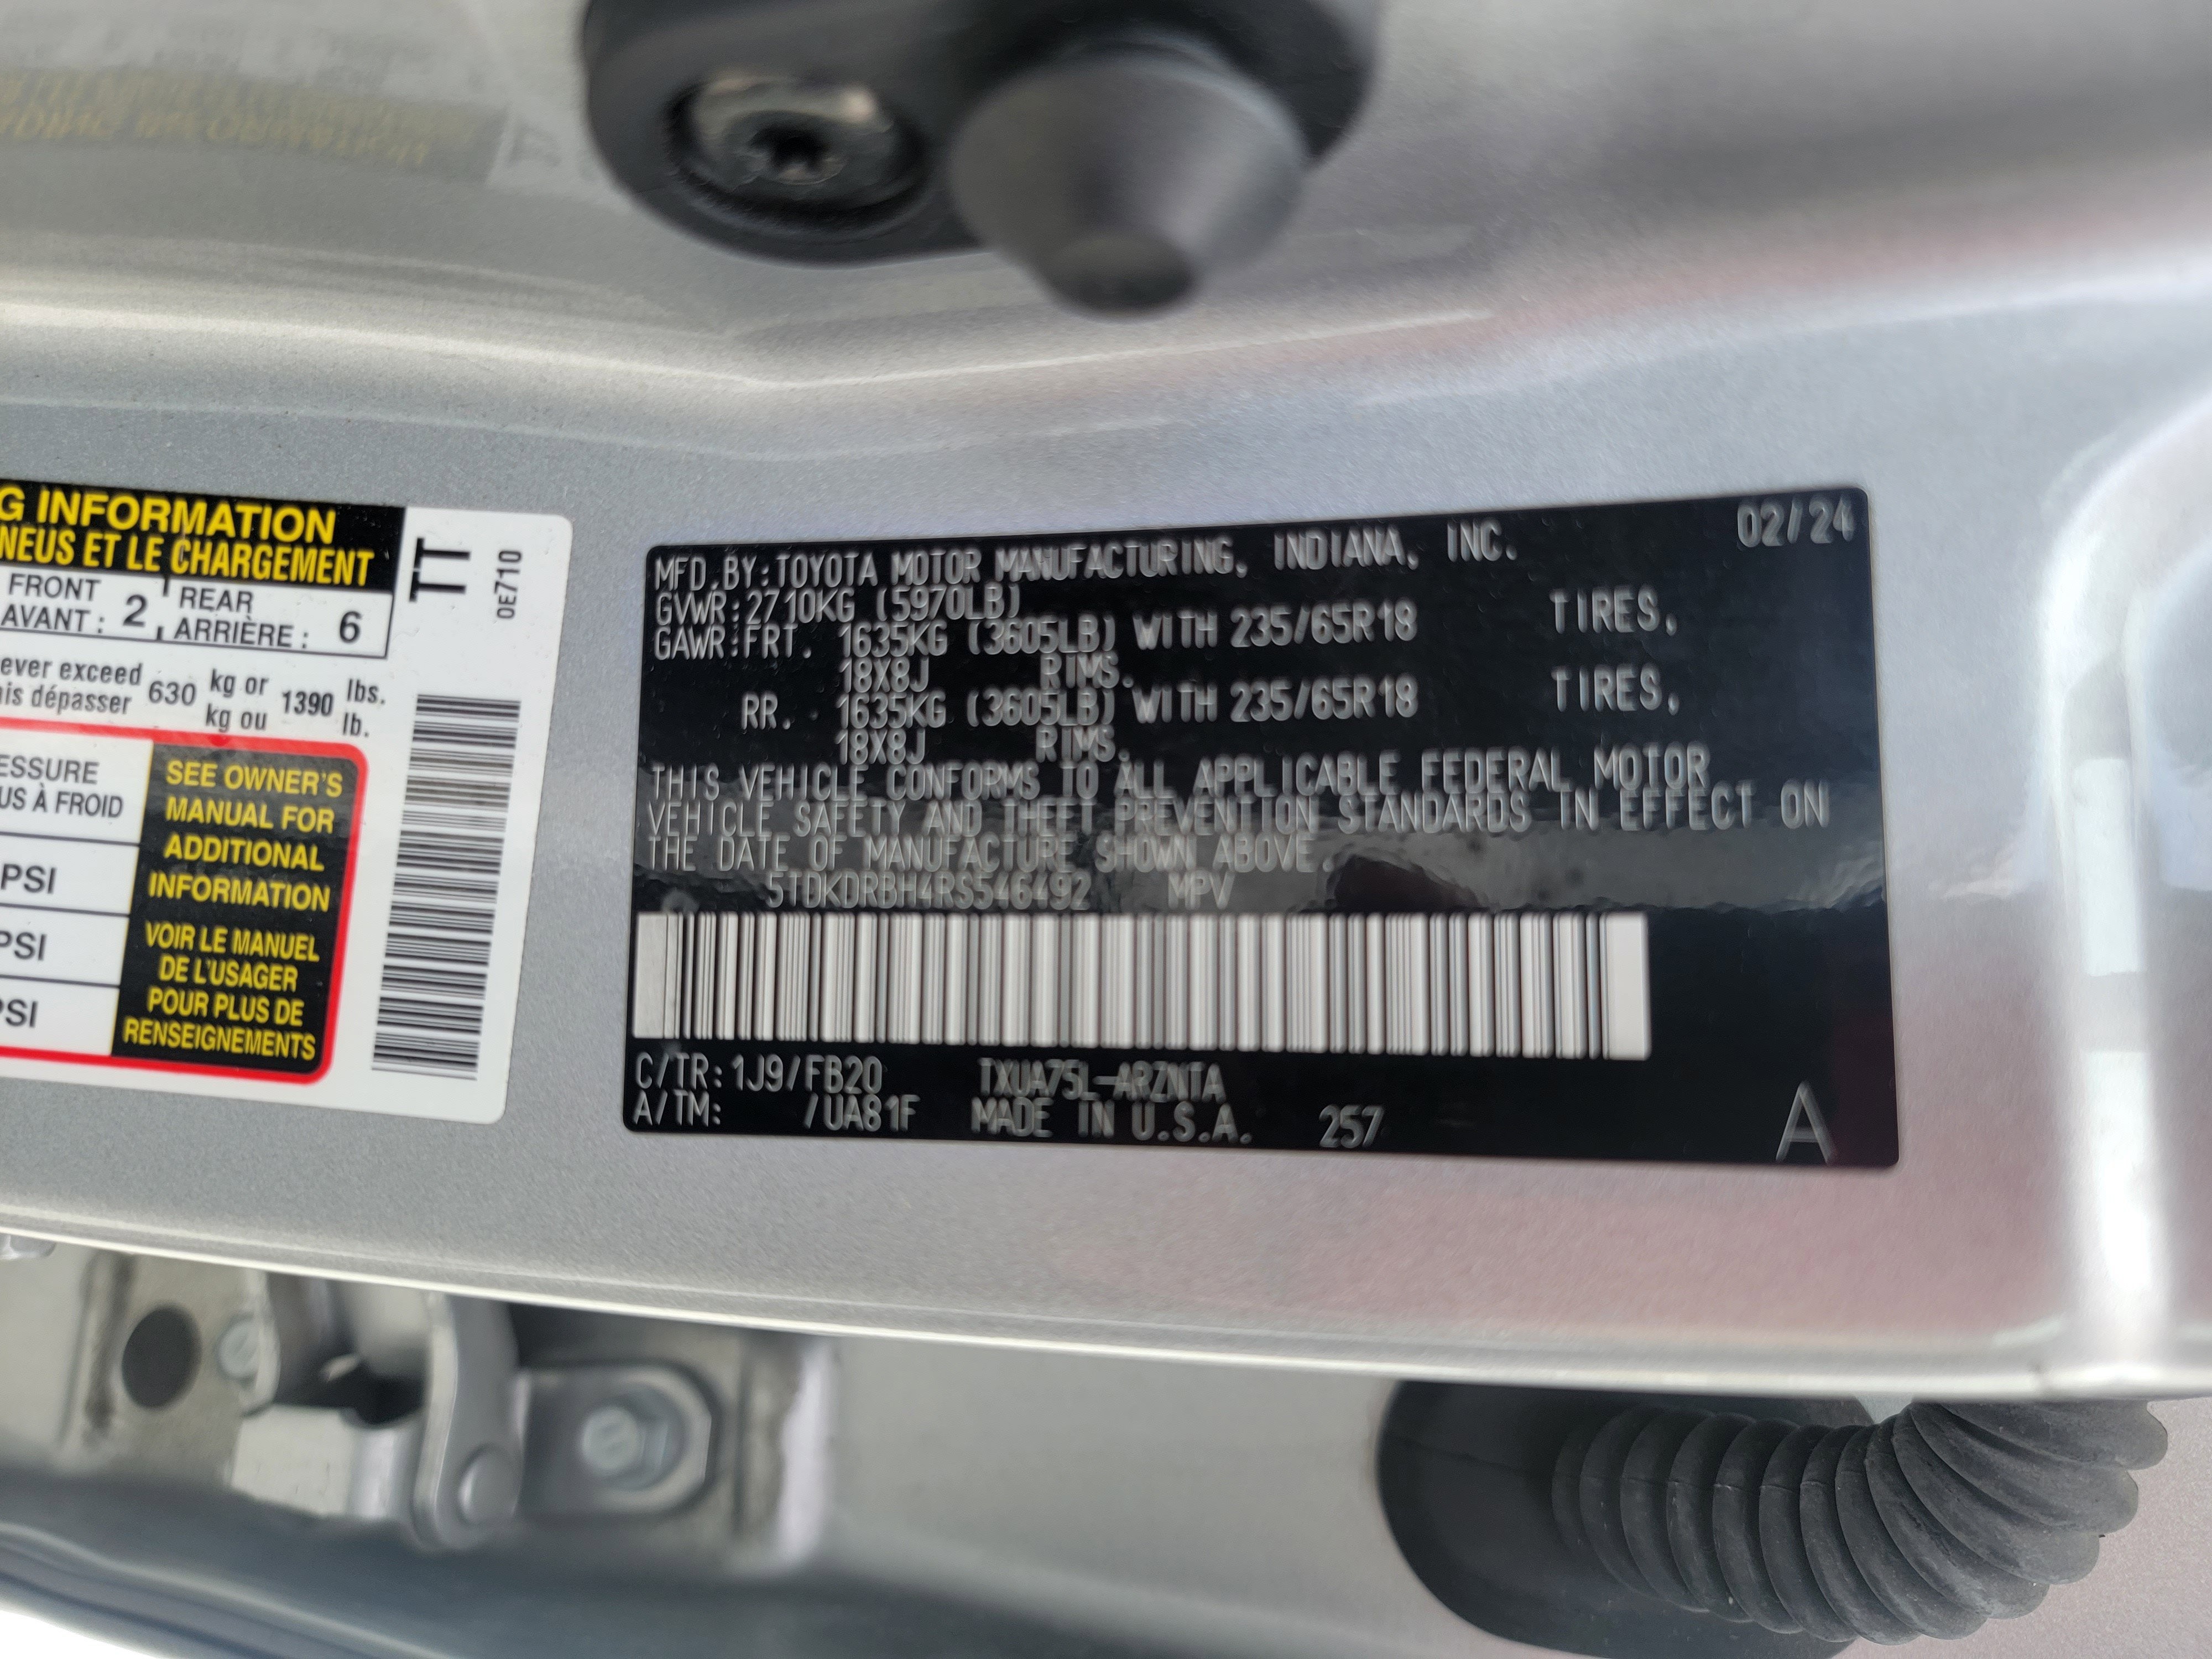 G INFORMATION
NEUS ET LE CHARGEMENT
FRONT
AVANT : 2
REAR
ARRIÈRE : 6
ever exceed
is dépasser 630 kg or
kg ou 1390 lbs.
lb.
ESSURE
US À FROID
PSI
PSI
PSI
SEE OWNER'S
MANUAL FOR
ADDITIONAL
INFORMATION
VOIR LE MANUEL
DE L'USAGER
POUR PLUS DE
RENSEIGNEMENTS
TT
0E710
02/24
MFD.BY:TOYOTA MOTOR MANUFACTURING, INDIANA, INC.
GVWR:2710KG (5970LB)
GAWR:FRT. 1635KG (3605LB) WITH 235/65R18 TIRES,
18X8J RIMS.
RR. 1635KG (3605LB) WITH 235/65R18 TIRES,
18X8J RIMS.
THIS VEHICLE CONFORMS TO ALL APPLICABLE FEDERAL MOTOR
VEHICLE SAFETY AND THEFT PREVENTION STANDARDS IN EFFECT ON
THE DATE OF MANUFACTURE SHOWN ABOVE.
5TDKDRBH4RS546492 MPV
C/TR:1J9/FB20 TXUA75L-ARZNTA
A/TM: /UA81F MADE IN U.S.A. 257
A